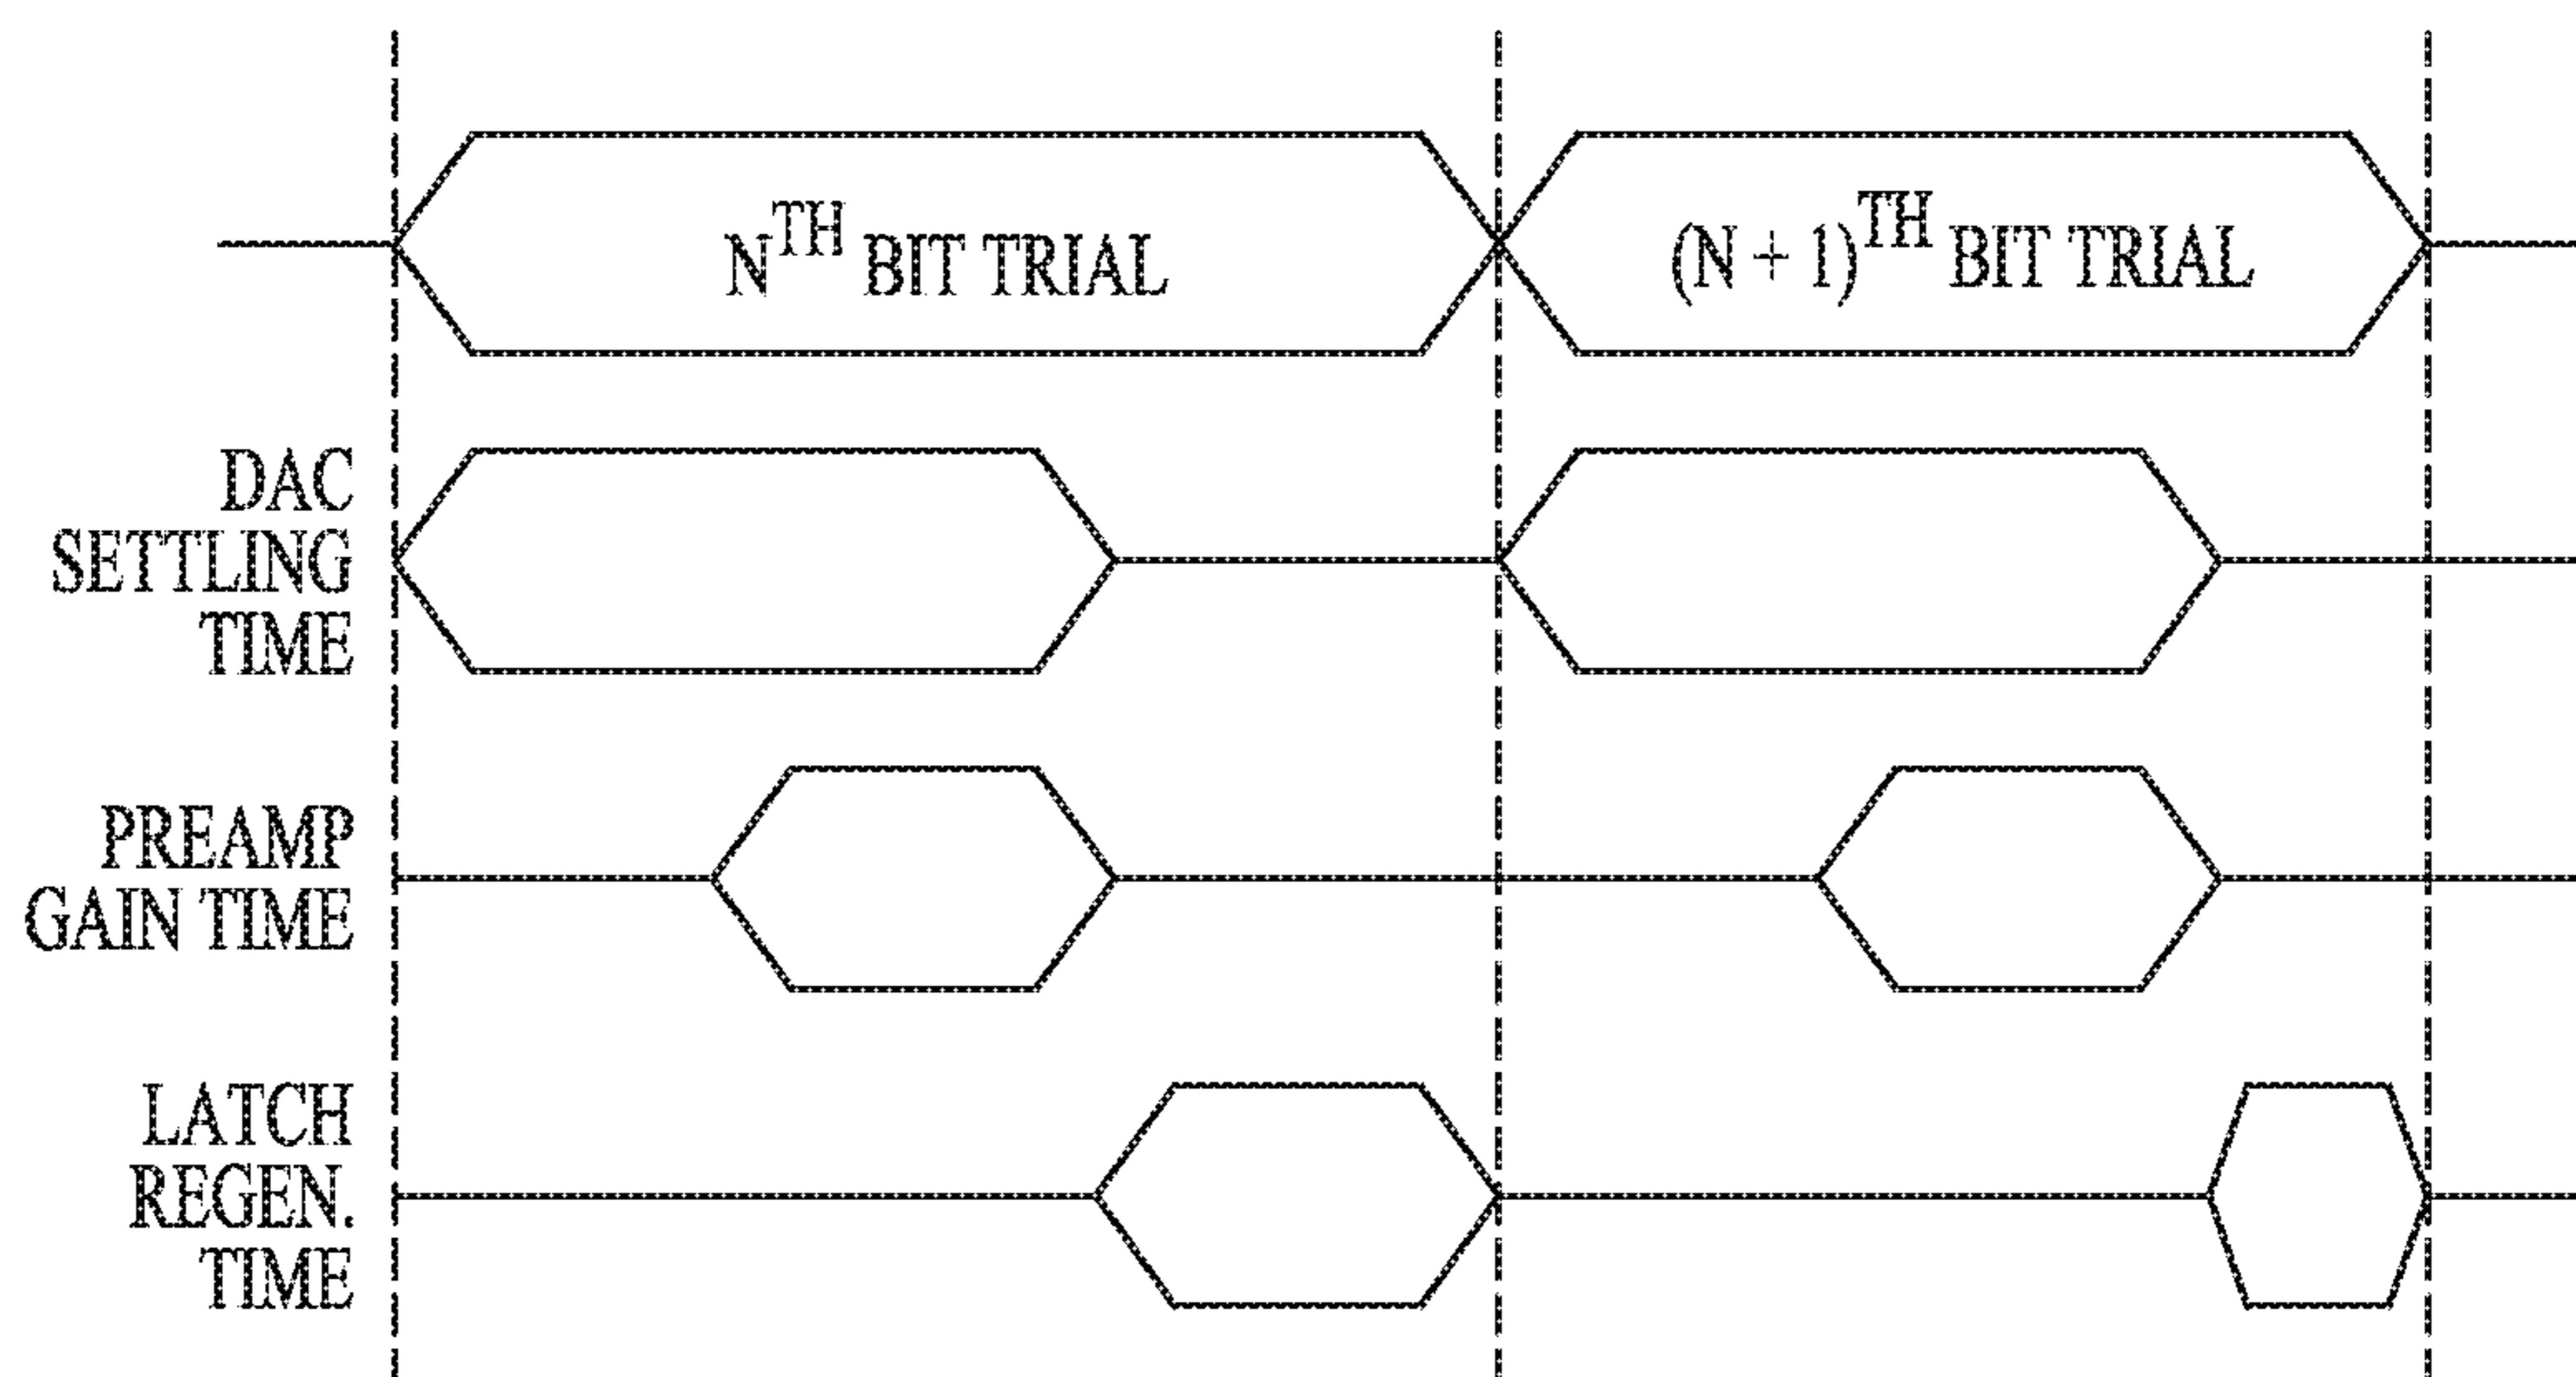 N^TH BIT TRIAL
(N + 1)^TH BIT TRIAL
DAC
SETTLING
TIME
PREAMP
GAIN TIME
LATCH
REGEN.
TIME